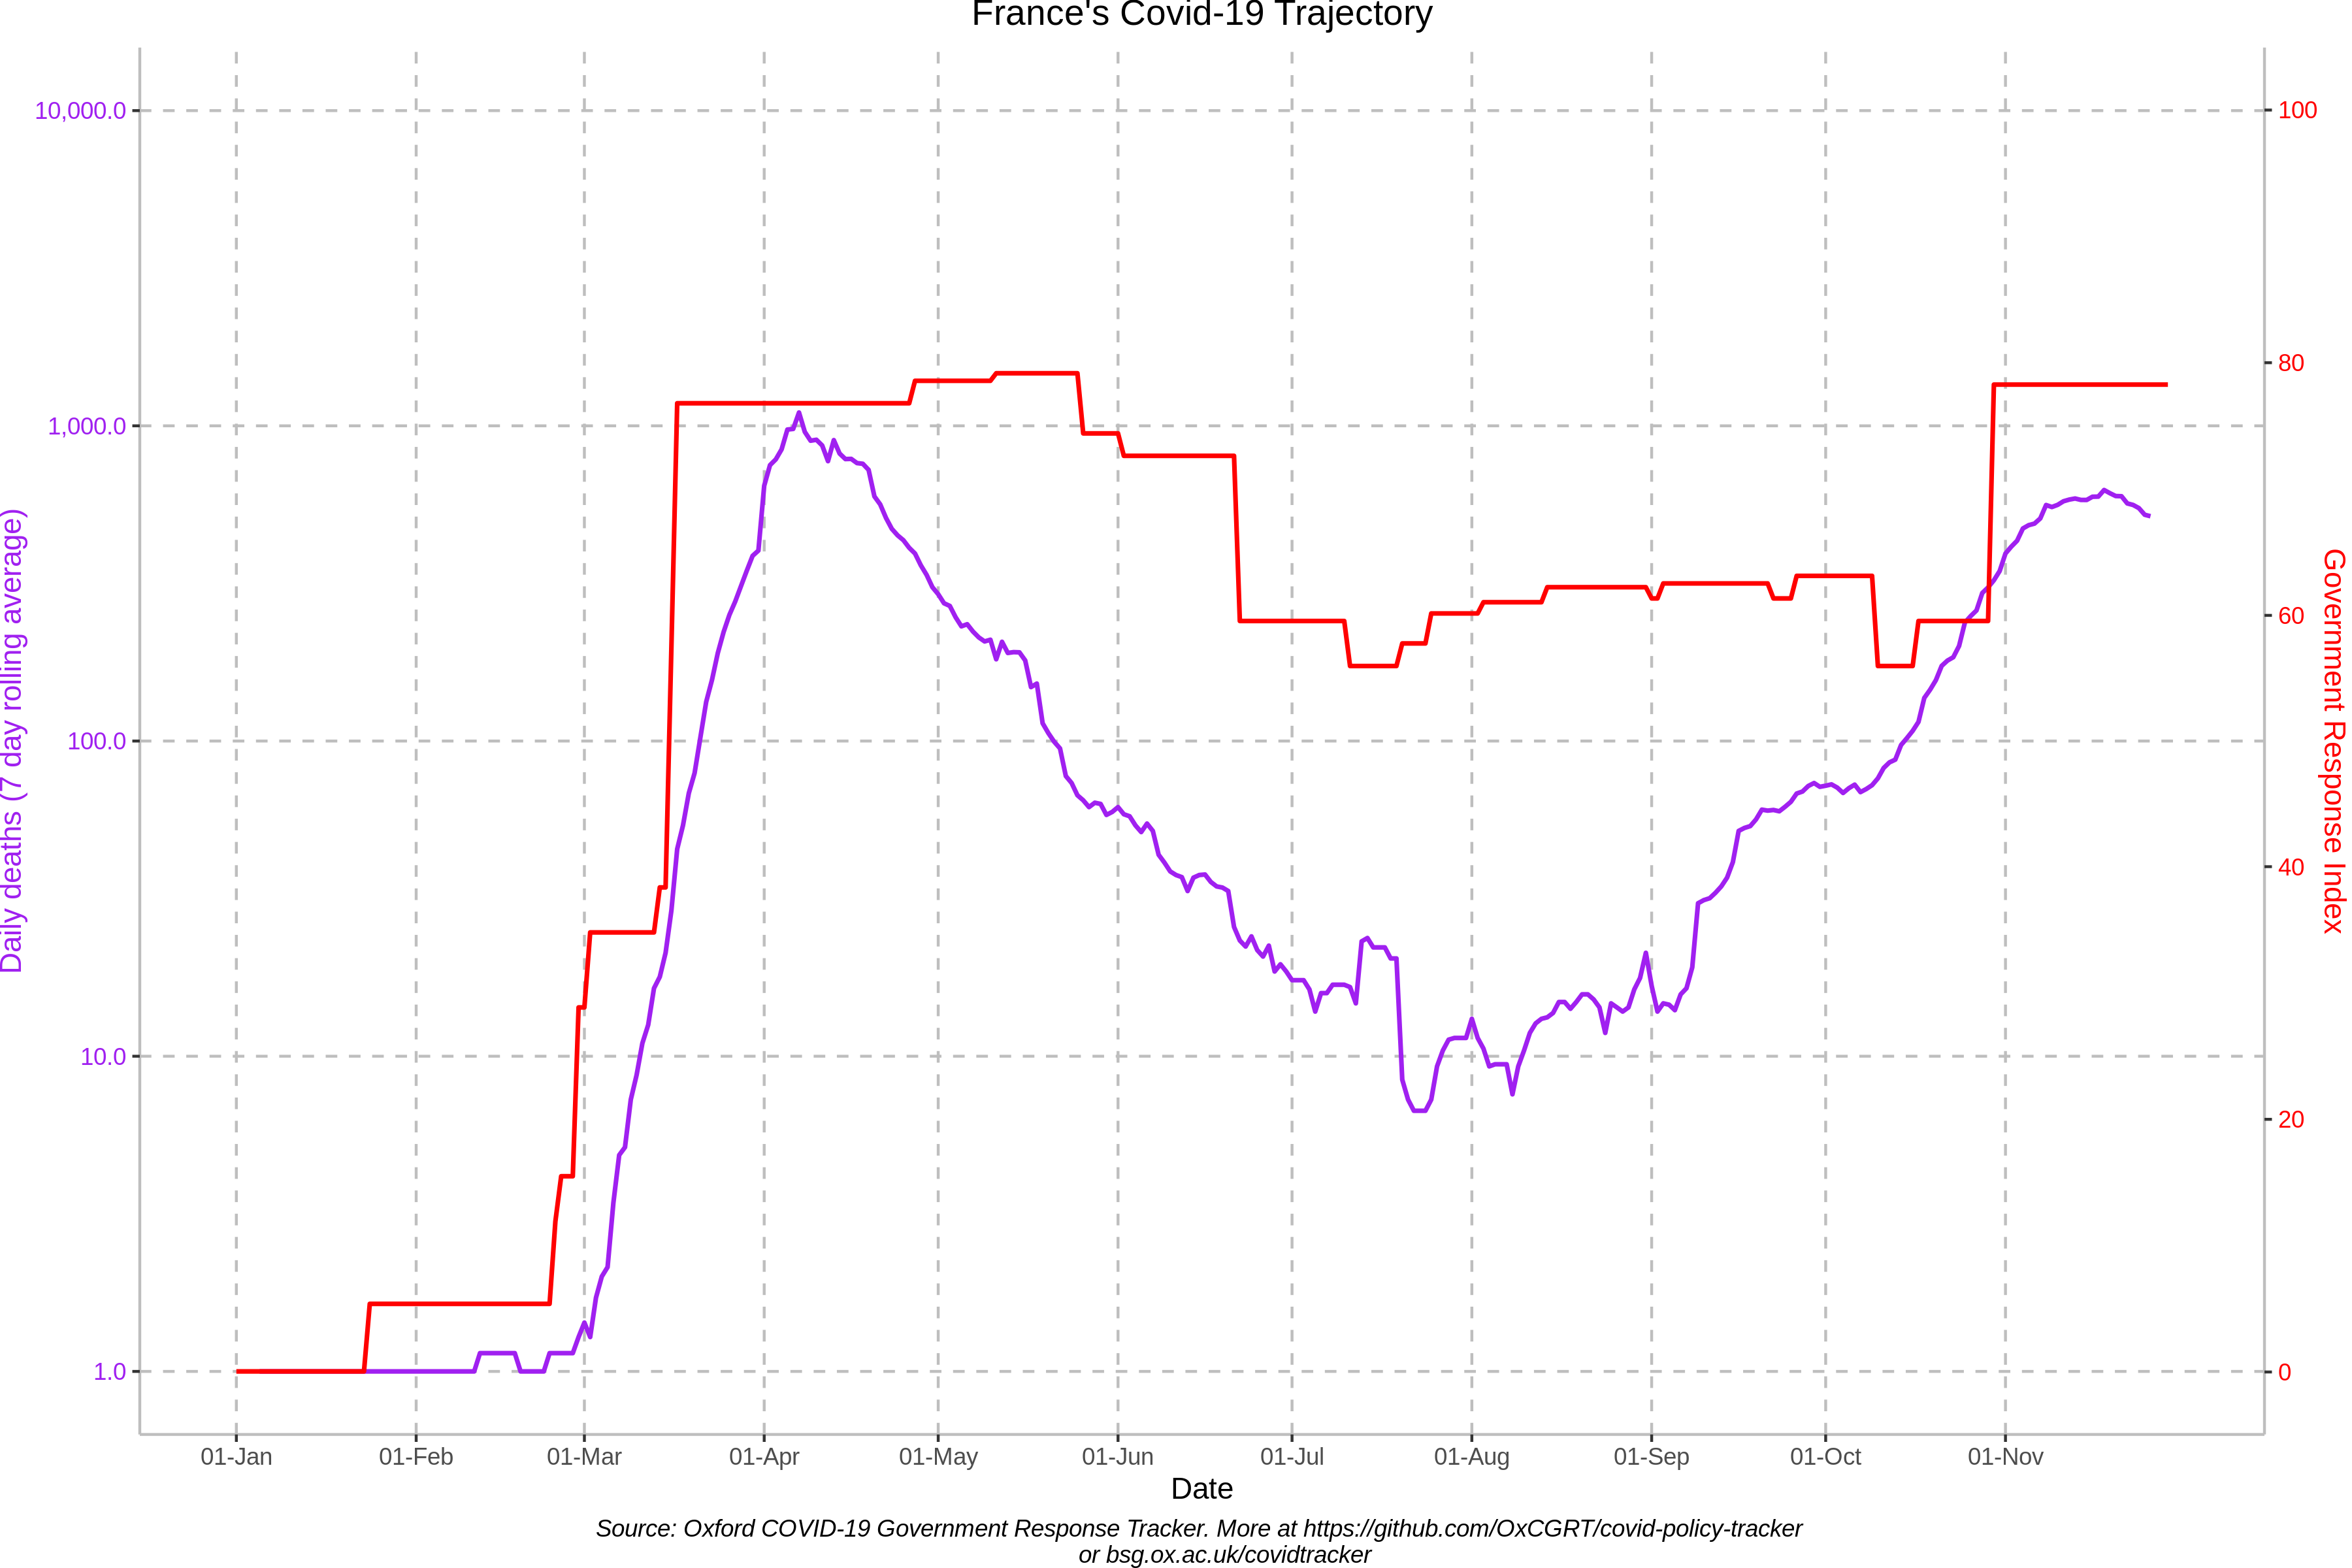 France's Covid-19 Trajectory
10,000.0
1,000.0
100.0
10.0
1.0
Daily deaths (7 day rolling average)
100
80
60
40
20
0
Government Response Index
01-Jan 01-Feb 01-Mar 01-Apr 01-May 01-Jun 01-Jul 01-Aug 01-Sep 01-Oct 01-Nov
Date
Source: Oxford COVID-19 Government Response Tracker. More at https://github.com/OxCGRT/covid-policy-tracker
or bsg.ox.ac.uk/covidtracker